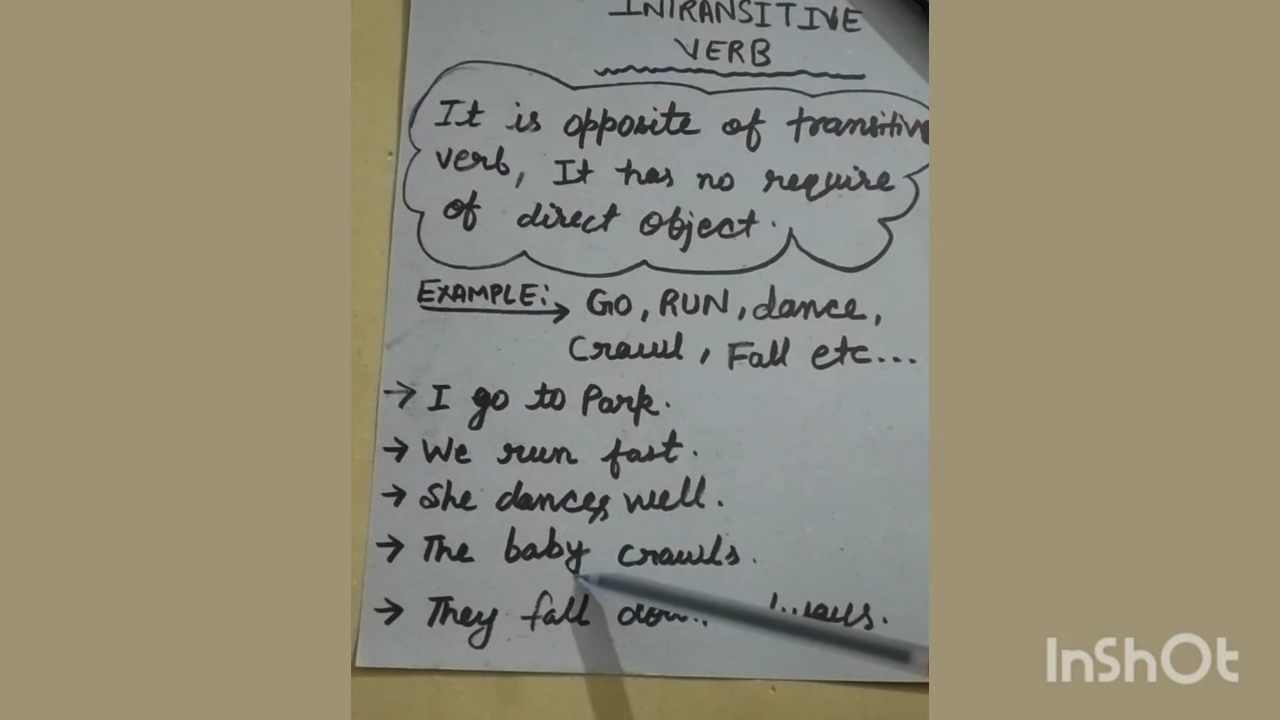 INTRANSITIVE
VERB
It is opposite of transitive
verb, It has no require
of direct object.
EXAMPLE: → GO, RUN, dance,
Crawl, Fall etc...
→ I go to Park.
→ We run fast.
→ She dances well.
→ The baby crawls.
→ They fall
InShOt